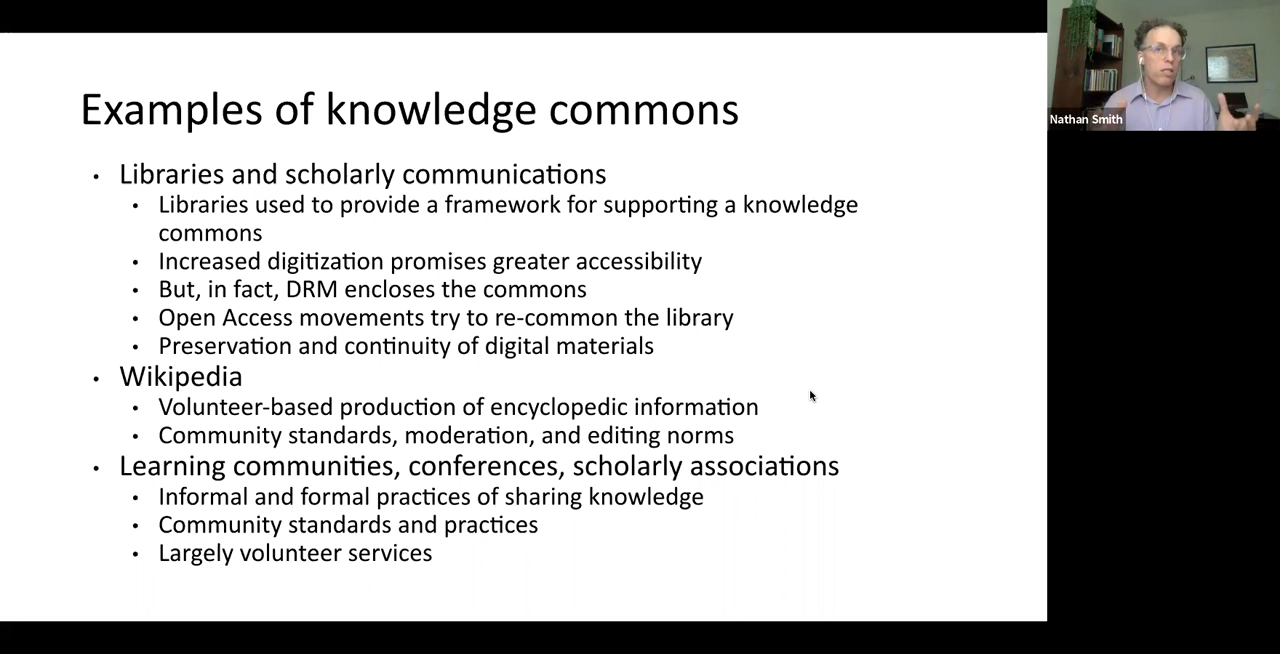 Examples of knowledge commons
• Libraries and scholarly communications
• Libraries used to provide a framework for supporting a knowledge
commons
• Increased digitization promises greater accessibility
• But, in fact, DRM encloses the commons
• Open Access movements try to re-common the library
• Preservation and continuity of digital materials
• Wikipedia
• Volunteer-based production of encyclopedic information
• Community standards, moderation, and editing norms
• Learning communities, conferences, scholarly associations
• Informal and formal practices of sharing knowledge
• Community standards and practices
• Largely volunteer services
Nathan Smith